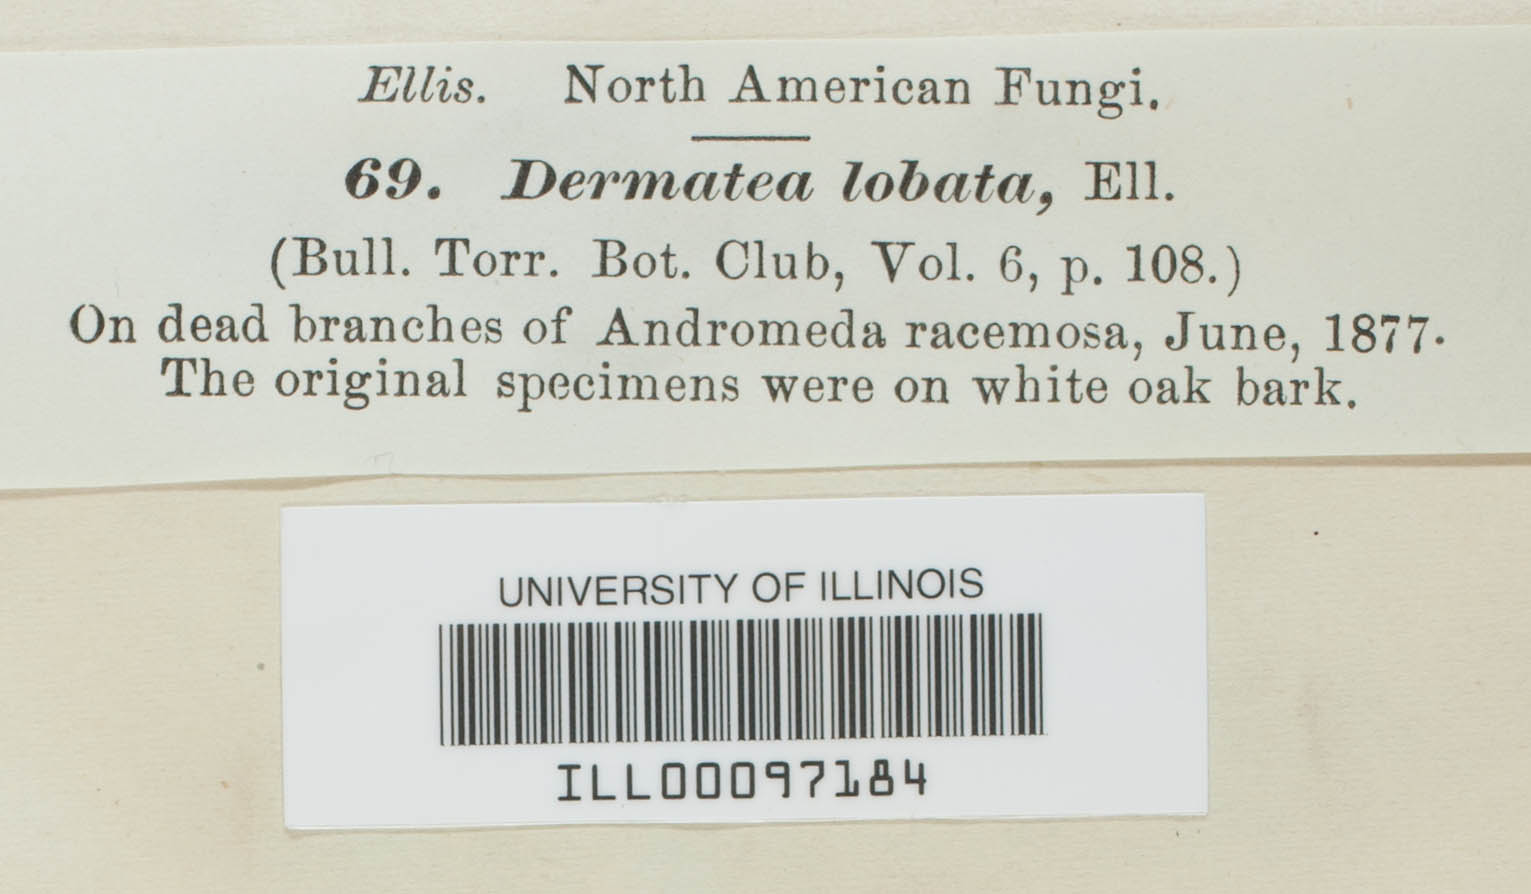 Ellis. North American Fungi.
69. Dermatea lobata, Ell.
(Bull. Torr. Bot. Club, Vol. 6, p. 108.)
On dead branches of Andromeda racemosa, June, 1877.
The original specimens were on white oak bark.
UNIVERSITY OF ILLINOIS
ILL00097184